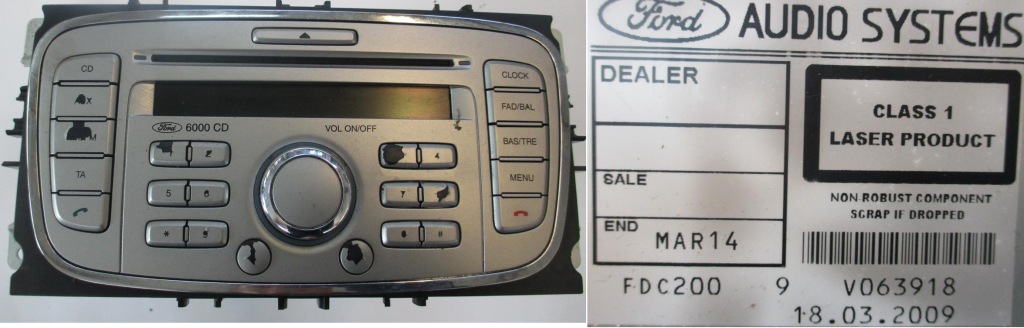 CD
CLOCK
FAD/BAL
Ford 6000 CD
VOL ON/OFF
BAS/TRE
TA
MENU
4
5 6
7
*
#
Ford AUDIO SYSTEMS
DEALER
CLASS 1
LASER PRODUCT
SALE
NON ROBUST COMPONENT
SCRAP IF DROPPED
END MAR14
FDC200 9 V063918
18.03.2009